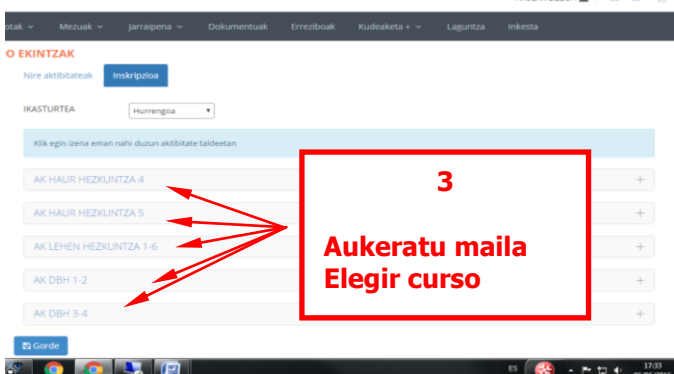 Mezuak
Jarraipena
Dokumentuak
Erreziboak
Kudeaketa +
Laguntza
Inkesta
O EKINTZAK
Nire aktibitateak
Inskripzioa
IKASTURTEA
Hurrengoa
Klik egin izena eman nahi duzun aktibitate taldeetan
AK HAUR HEZKUNTZA 4
AK HAUR HEZKUNTZA 5
AK LEHEN HEZKUNTZA 1-6
AK DBH 1-2
AK DBH 3-4
3
Aukeratu maila
Elegir curso
Gorde
ES
17:33